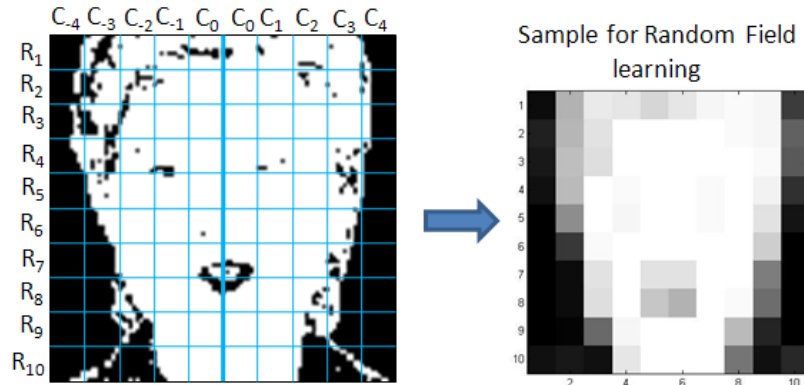 C-4 C-3 C-2 C-1 C0 C0 C1 C2 C3 C4
R1
R2
R3
R4
R5
R6
R7
R8
R9
R10
Sample for Random Field
learning
1
2
3
4
5
6
7
8
9
10
2 4 6 8 10